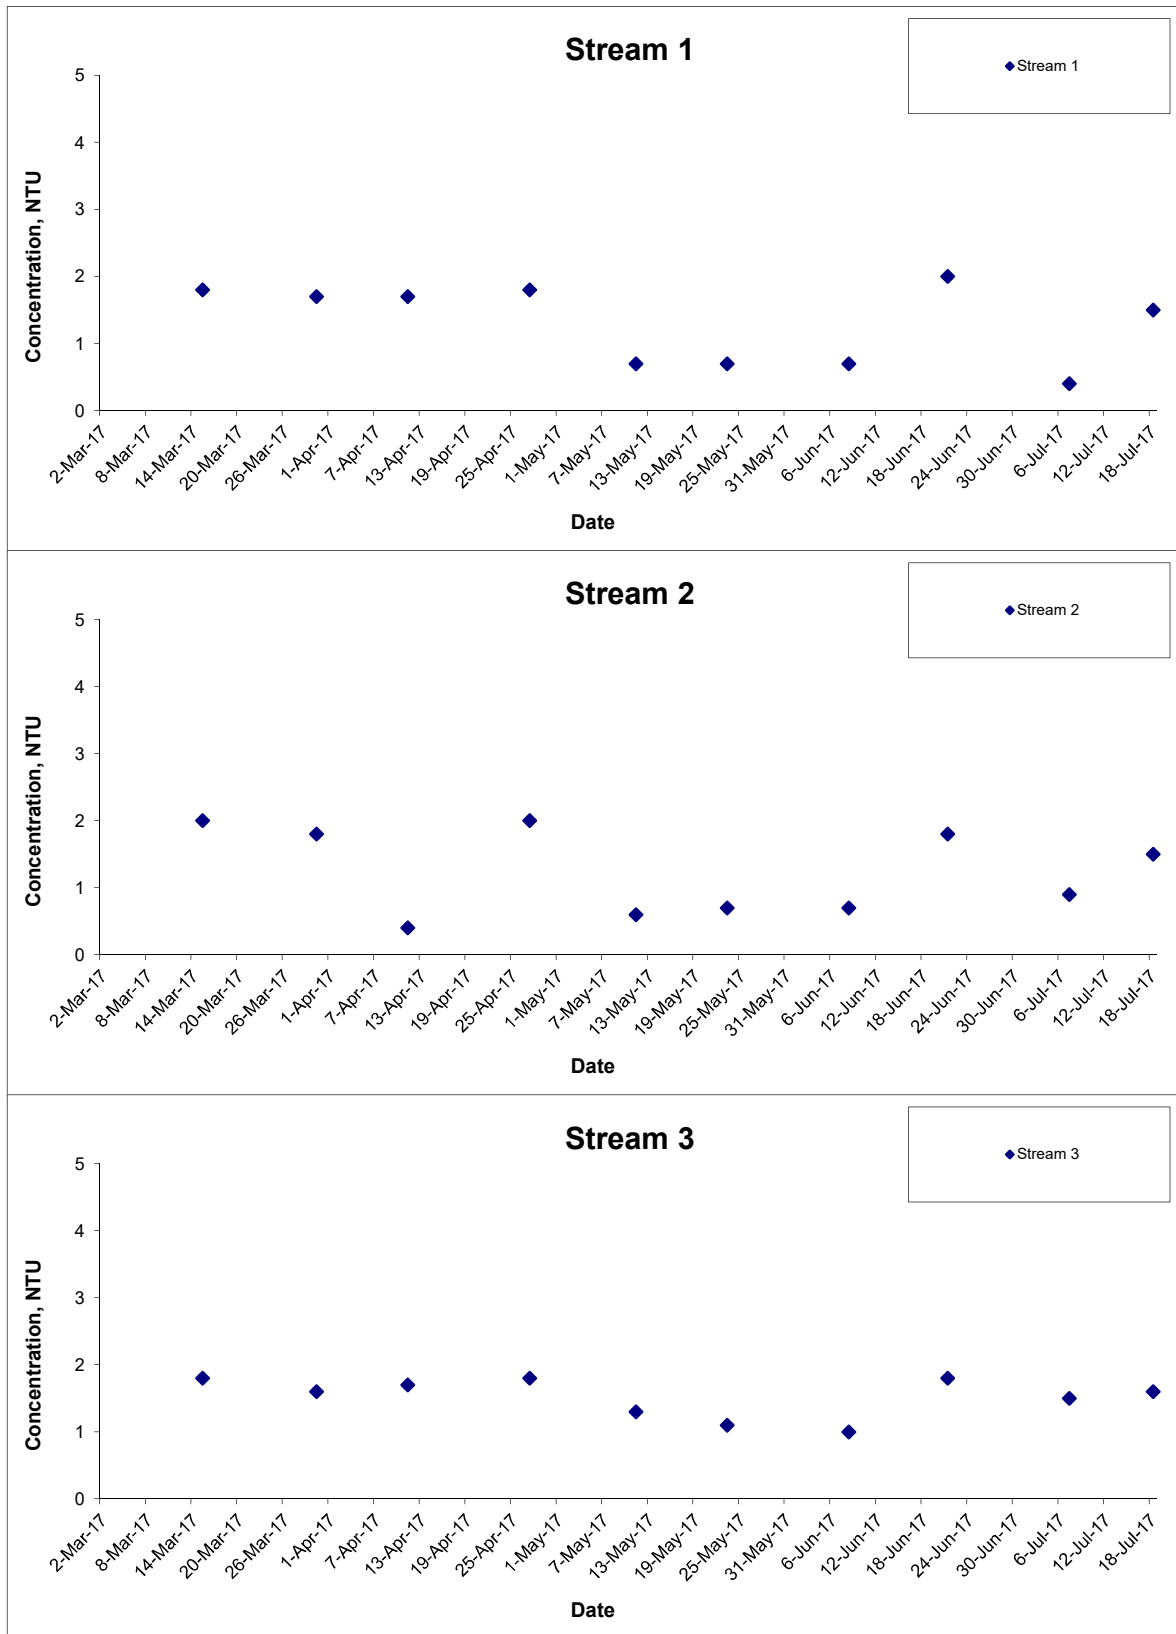 Stream 1
Stream 1
Concentration, NTU
5
4
3
2
1
0
2-Mar-17
8-Mar-17
14-Mar-17
20-Mar-17
26-Mar-17
1-Apr-17
7-Apr-17
13-Apr-17
19-Apr-17
25-Apr-17
1-May-17
7-May-17
13-May-17
19-May-17
25-May-17
31-May-17
6-Jun-17
12-Jun-17
18-Jun-17
24-Jun-17
30-Jun-17
6-Jul-17
12-Jul-17
18-Jul-17
Date
Stream 2
Stream 2
Concentration, NTU
5
4
3
2
1
0
2-Mar-17
8-Mar-17
14-Mar-17
20-Mar-17
26-Mar-17
1-Apr-17
7-Apr-17
13-Apr-17
19-Apr-17
25-Apr-17
1-May-17
7-May-17
13-May-17
19-May-17
25-May-17
31-May-17
6-Jun-17
12-Jun-17
18-Jun-17
24-Jun-17
30-Jun-17
6-Jul-17
12-Jul-17
18-Jul-17
Date
Stream 3
Stream 3
Concentration, NTU
5
4
3
2
1
0
2-Mar-17
8-Mar-17
14-Mar-17
20-Mar-17
26-Mar-17
1-Apr-17
7-Apr-17
13-Apr-17
19-Apr-17
25-Apr-17
1-May-17
7-May-17
13-May-17
19-May-17
25-May-17
31-May-17
6-Jun-17
12-Jun-17
18-Jun-17
24-Jun-17
30-Jun-17
6-Jul-17
12-Jul-17
18-Jul-17
Date